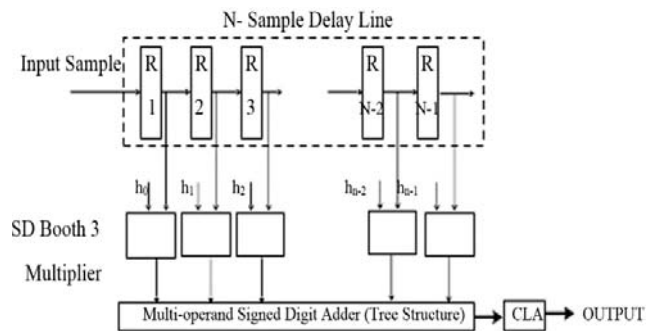 N- Sample Delay Line
Input Sample
R R R R R
1 2 3 N-2 N-1
h0 h1 h2 hn-2 hn-1
SD Booth 3
Multiplier
Multi-operand Signed Digit Adder (Tree Structure) CLA OUTPUT